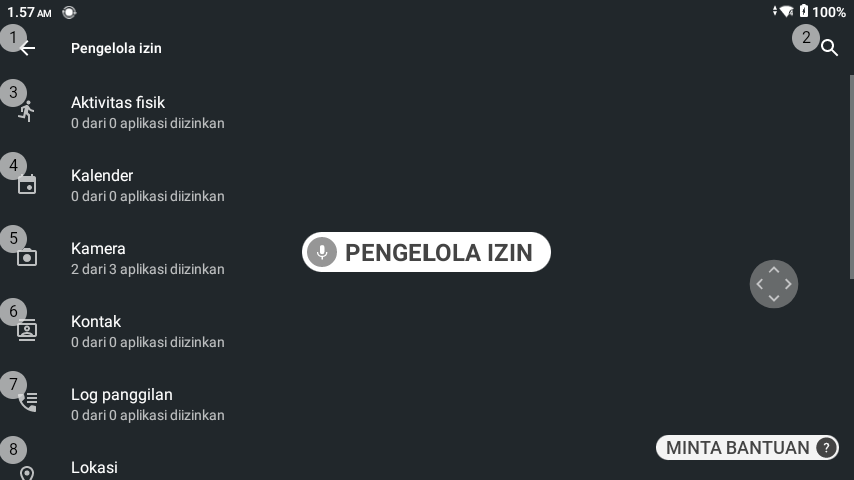 1.57 AM
100%
1
Pengelola izin
2
3
Aktivitas fisik
0 dari 0 aplikasi diizinkan
4
Kalender
0 dari 0 aplikasi diizinkan
5
Kamera
2 dari 3 aplikasi diizinkan
PENGELOLA IZIN
6
Kontak
0 dari 0 aplikasi diizinkan
7
Log panggilan
0 dari 0 aplikasi diizinkan
8
Lokasi
MINTA BANTUAN ?